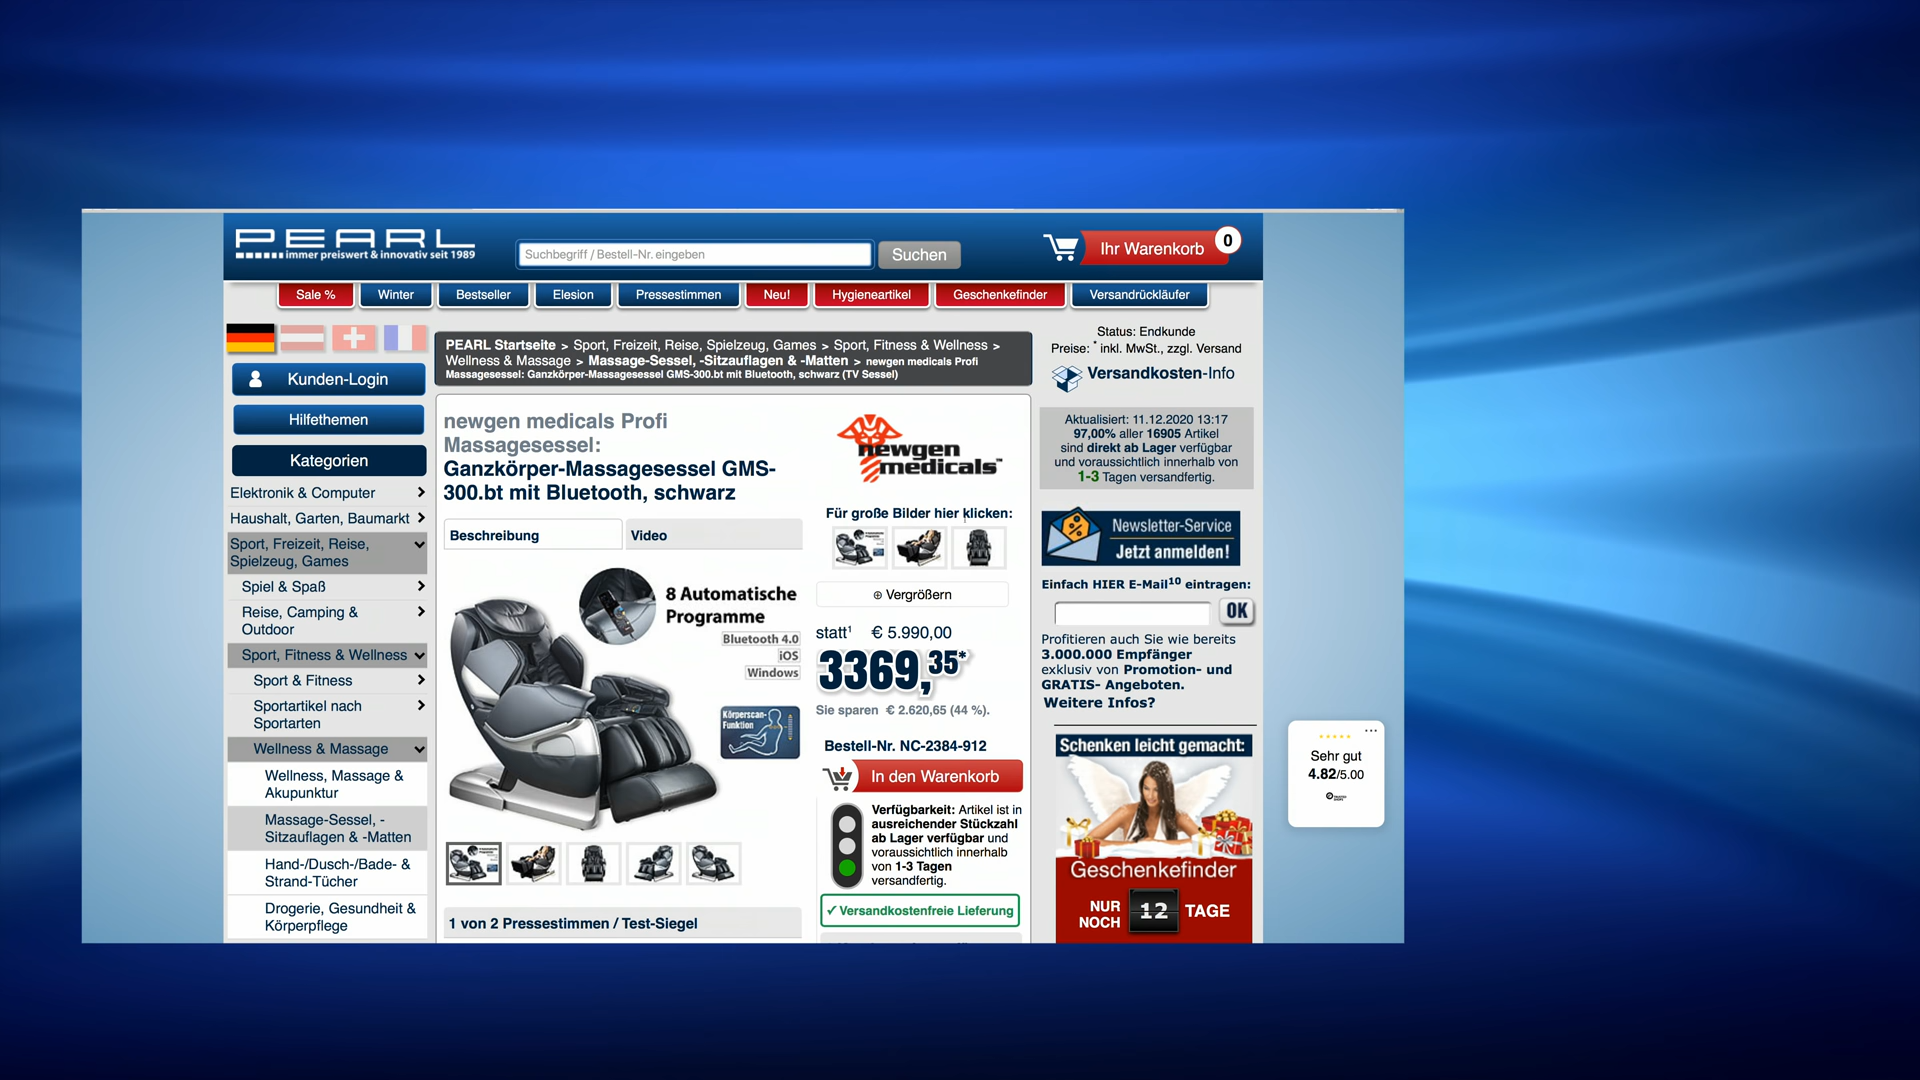 PEARL
immer preiswert & innovativ seit 1989
Suchbegriff / Bestell-Nr. eingeben
Suchen
Ihr Warenkorb
0
Sale %
Winter
Bestseller
Elesion
Pressestimmen
Neu!
Hygieneartikel
Geschenkefinder
Versandrückläufer
Kunden-Login
Hilfethemen
Kategorien
Elektronik & Computer
Haushalt, Garten, Baumarkt
Sport, Freizeit, Reise,
Spielzeug, Games
Spiel & Spaß
Reise, Camping &
Outdoor
Sport, Fitness & Wellness
Sport & Fitness
Sportartikel nach
Sportarten
Wellness & Massage
Wellness, Massage &
Akupunktur
Massage-Sessel, -
Sitzauflagen & -Matten
Hand-/Dusch-/Bade- &
Strand-Tücher
Drogerie, Gesundheit &
Körperpflege
PEARL Startseite > Sport, Freizeit, Reise, Spielzeug, Games > Sport, Fitness & Wellness >
Wellness & Massage > Massage-Sessel, -Sitzauflagen & -Matten > newgen medicals Profi
Massagesessel: Ganzkörper-Massagesessel GMS-300.bt mit Bluetooth, schwarz (TV Sessel)
newgen medicals Profi
Massagesessel:
Ganzkörper-Massagesessel GMS-
300.bt mit Bluetooth, schwarz
Beschreibung
Video
8 Automatische
Programme
Bluetooth 4.0
iOS
Windows
Körperscan-
Funktion
1 von 2 Pressestimmen / Test-Siegel
newgen
medicals™
Für große Bilder hier klicken:
⊕ Vergrößern
statt¹ € 5.990,00
3369,35*
Sie sparen € 2.620,65 (44 %).
Bestell-Nr. NC-2384-912
In den Warenkorb
Verfügbarkeit: Artikel ist in
ausreichender Stückzahl
ab Lager verfügbar und
voraussichtlich innerhalb
von 1-3 Tagen
versandfertig.
✓ Versandkostenfreie Lieferung
Status: Endkunde
Preise: * inkl. MwSt., zzgl. Versand
Versandkosten-Info
Aktualisiert: 11.12.2020 13:17
97,00% aller 16905 Artikel
sind direkt ab Lager verfügbar
und voraussichtlich innerhalb von
1-3 Tagen versandfertig.
Newsletter-Service
Jetzt anmelden!
Einfach HIER E-Mail¹⁰ eintragen:
OK
Profitieren auch Sie wie bereits
3.000.000 Empfänger
exklusiv von Promotion- und
GRATIS- Angeboten.
Weitere Infos?
Schenken leicht gemacht:
Geschenkefinder
NUR
NOCH
12
TAGE
Sehr gut
4.82/5.00